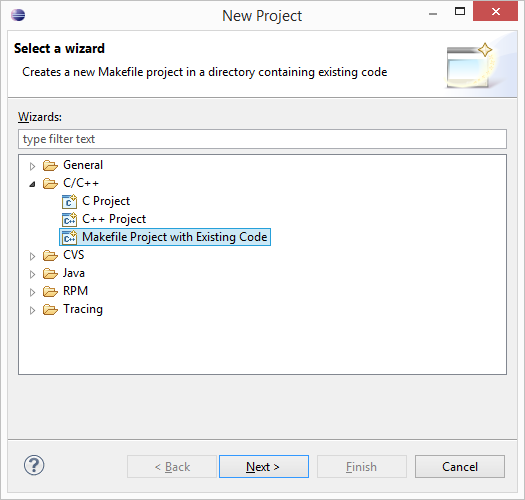 New Project
Select a wizard
Creates a new Makefile project in a directory containing existing code
Wizards:
type filter text
General
C/C++
C Project
C++ Project
Makefile Project with Existing Code
CVS
Java
RPM
Tracing
< Back Next > Finish Cancel